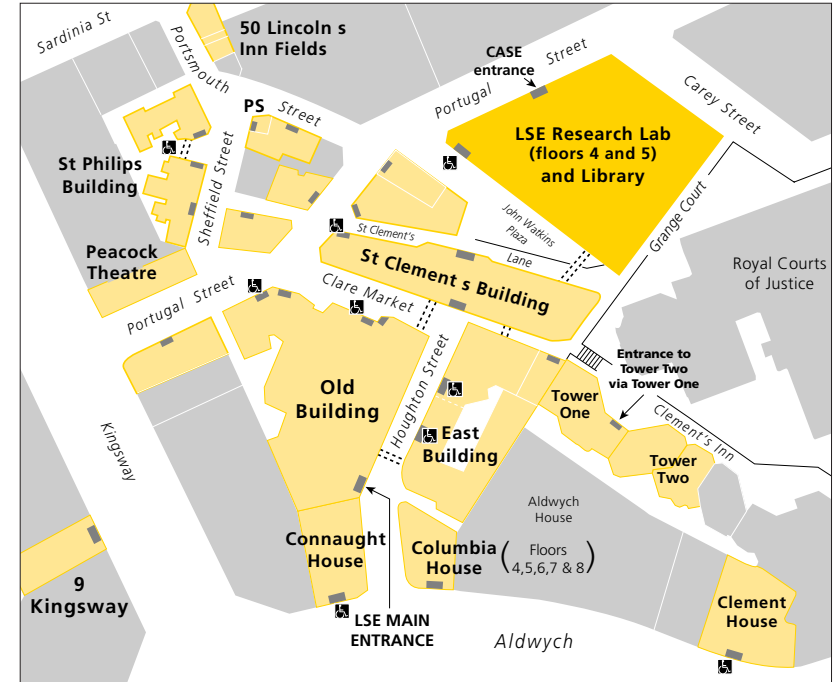 Sardinia St
Portsmouth
Street
50 Lincoln s
Inn Fields
PS
CASE
entrance
Portugal
Street
Carey Street
LSE Research Lab
(floors 4 and 5)
and Library
St Philips
Building
Sheffield Street
Peacock
Theatre
St Clement's
Lane
John Watkins
Plaza
Grange Court
Royal Courts
of Justice
St Clement s Building
Portugal Street
Clare Market
Old
Building
Houghton Street
East
Building
Entrance to
Tower Two
via Tower One
Tower
One
Clement's Inn
Tower
Two
Kingsway
Aldwych
House
Connaught
House
Columbia
House
(Floors
4,5,6,7 & 8)
9
Kingsway
LSE MAIN
ENTRANCE
Aldwych
Clement
House